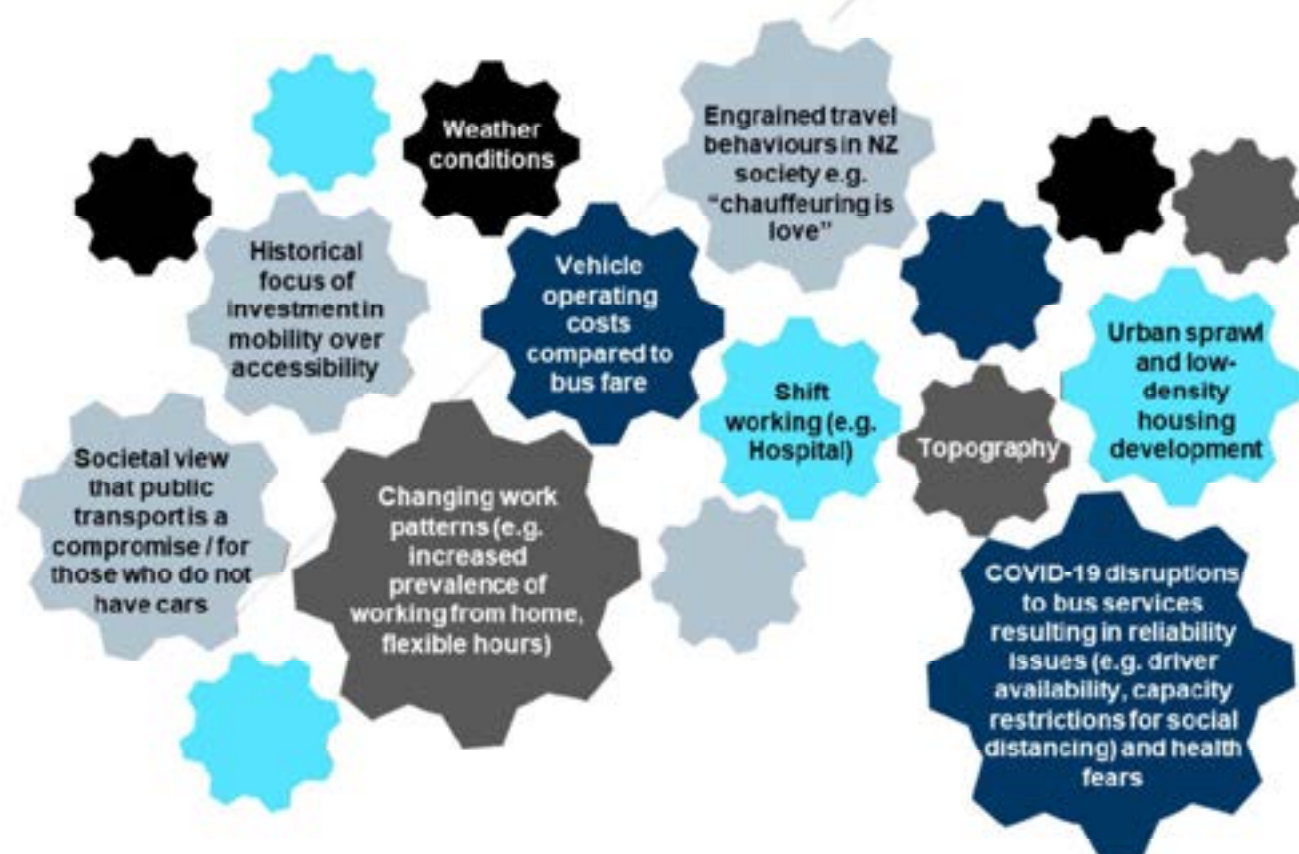 Weather
conditions
Engrained travel
behaviours in NZ
society e.g.
“chauffeuring is
love”
Historical
focus of
investment in
mobility over
accessibility
Vehicle
operating
costs
compared to
bus fare
Shift
working (e.g.
Hospital)
Topography
Urban sprawl
and low-
density
housing
development
Societal view
that public
transport is a
compromise / for
those who do not
have cars
Changing work
patterns (e.g.
increased
prevalence of
working from home,
flexible hours)
COVID-19 disruptions
to bus services
resulting in reliability
issues (e.g. driver
availability, capacity
restrictions for social
distancing) and health
fears